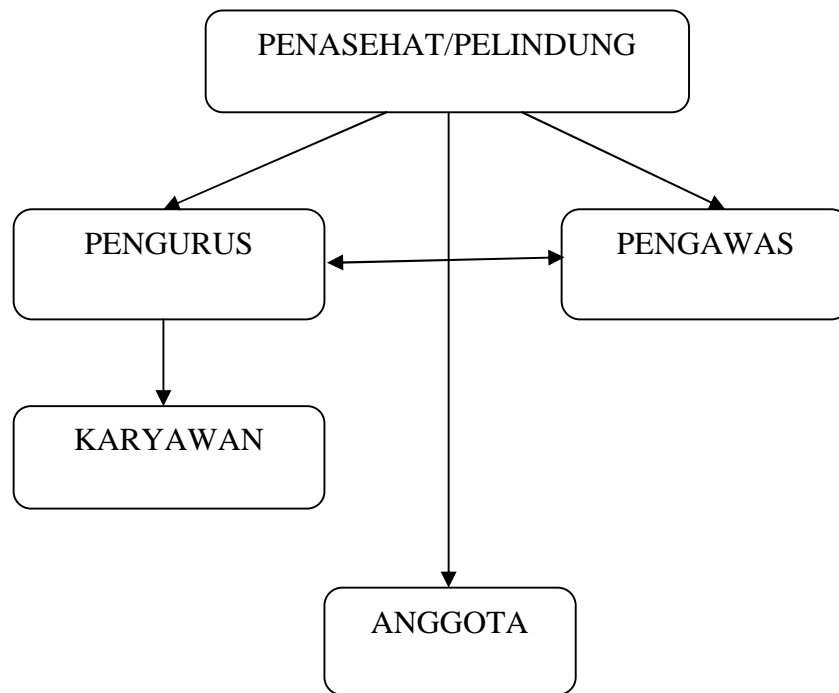 PENASEHAT/PELINDUNG
PENGURUS
PENGAWAS
KARYAWAN
ANGGOTA